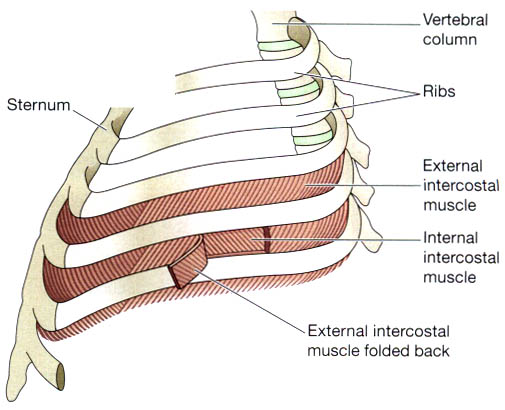 Vertebral
column
Ribs
Sternum
External
intercostal
muscle
Internal
intercostal
muscle
External intercostal
muscle folded back